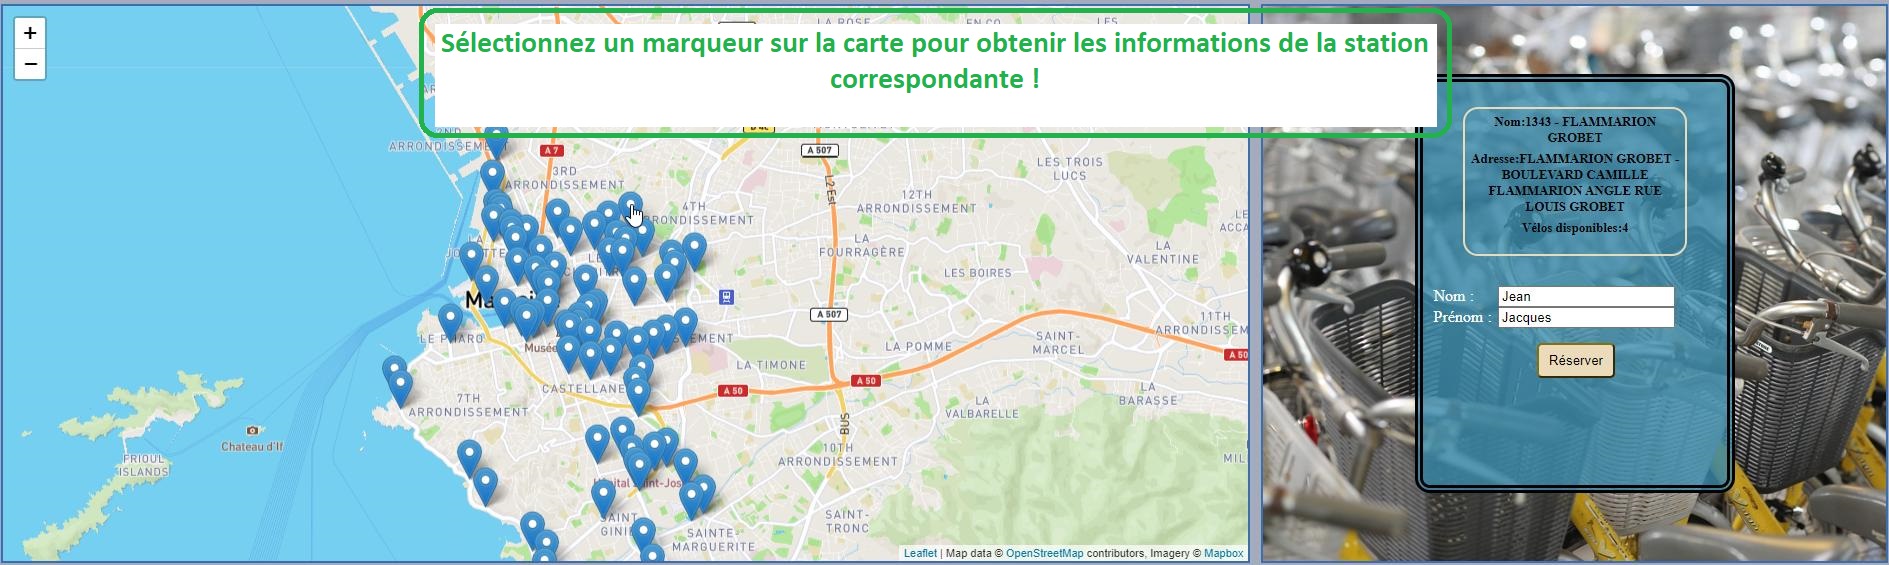 +
−
Sélectionnez un marqueur sur la carte pour obtenir les informations de la station
correspondante !
LA ROSE
EN CO
LES
2ND
ARRONDISSEMENT
A 7
A 507
L2 Est
LES TROIS
LUCS
3RD
ARRONDISSEMENT
12TH
ARRONDISSEMENT
4TH
ARRONDISSEMENT
LA
FOURRAGÈRE
LA
VALENTINE
LES BOIRES
LE PHARO
Musée
A 507
11TH
ARRONDISSEMENT
SAINT-
MARCEL
LA POMME
LA TIMONE
A 50
A 50
A 50
CASTELLANE
7TH
ARRONDISSEMENT
LA
VALBARELLE
LA
BARASSE
BUS
10TH
ARRONDISSEMENT
Chateau d'If
FRIOUL
ISLANDS
SAINT
SAINTE-
MARGUERITE
SAINT-
TRONC
Leaflet | Map data © OpenStreetMap contributors, Imagery © Mapbox
Nom:1343 - FLAMMARION
GROBET
Adresse:FLAMMARION GROBET -
BOULEVARD CAMILLE
FLAMMARION ANGLE RUE
LOUIS GROBET
Vélos disponibles:4
Nom : Jean
Prénom : Jacques
Réserver